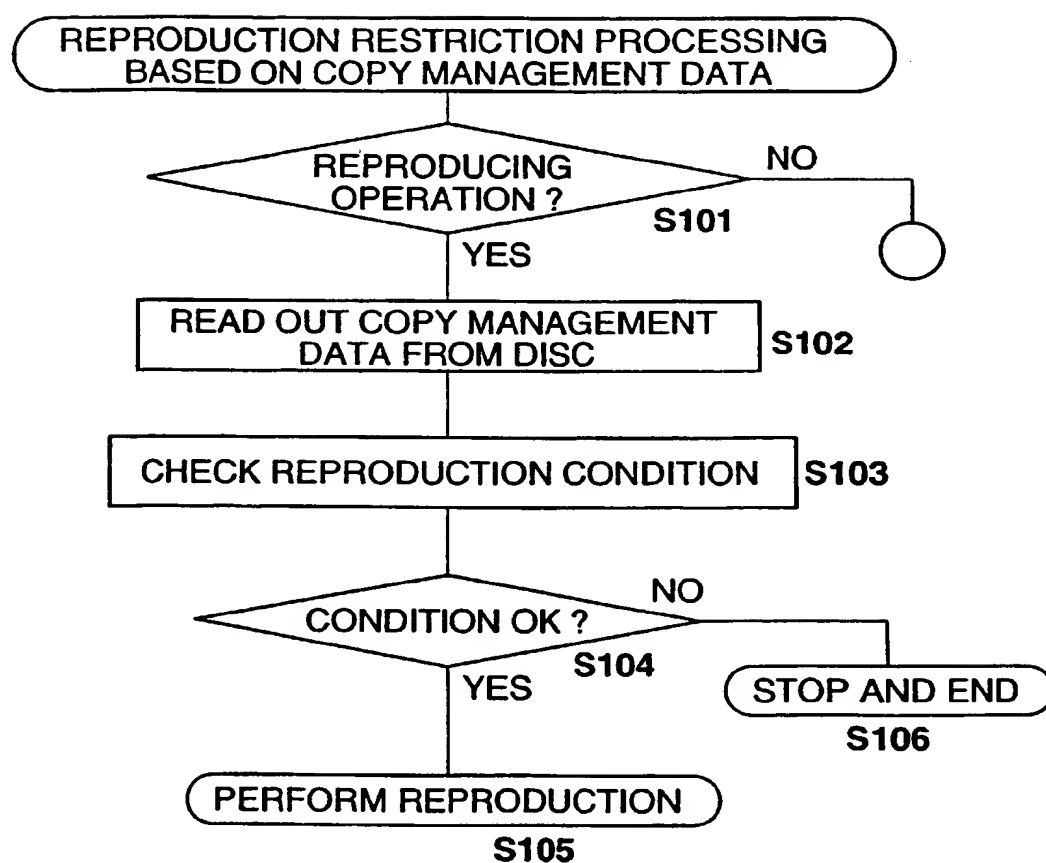 REPRODUCTION RESTRICTION PROCESSING
BASED ON COPY MANAGEMENT DATA
REPRODUCING
OPERATION ?
NO
S101
YES
READ OUT COPY MANAGEMENT
DATA FROM DISC
S102
CHECK REPRODUCTION CONDITION
S103
CONDITION OK ?
NO
S104
YES
STOP AND END
S106
PERFORM REPRODUCTION
S105